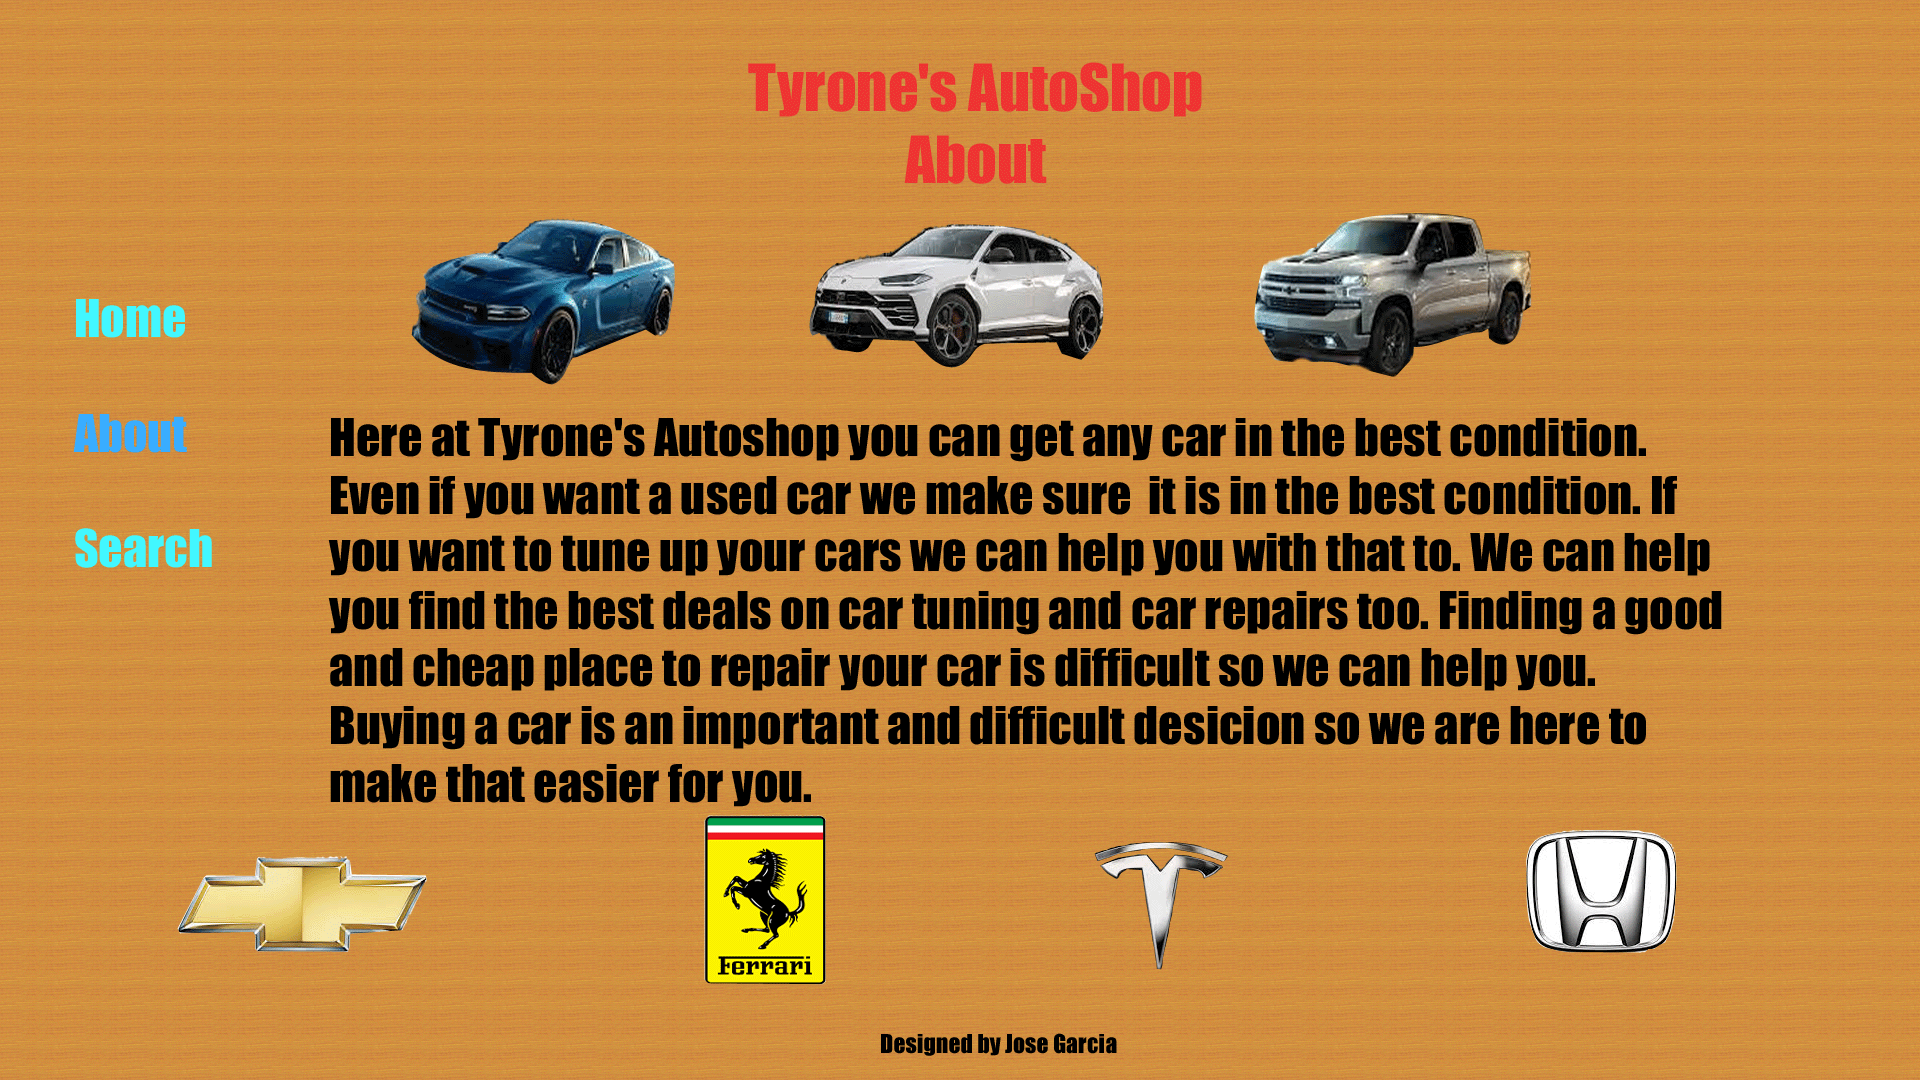 Tyrone's AutoShop
About
Home
About
Search
Here at Tyrone's Autoshop you can get any car in the best condition.
Even if you want a used car we make sure  it is in the best condition. If
you want to tune up your cars we can help you with that to. We can help
you find the best deals on car tuning and car repairs too. Finding a good
and cheap place to repair your car is difficult so we can help you.
Buying a car is an important and difficult desicion so we are here to
make that easier for you.
Ferrari
Designed by Jose Garcia